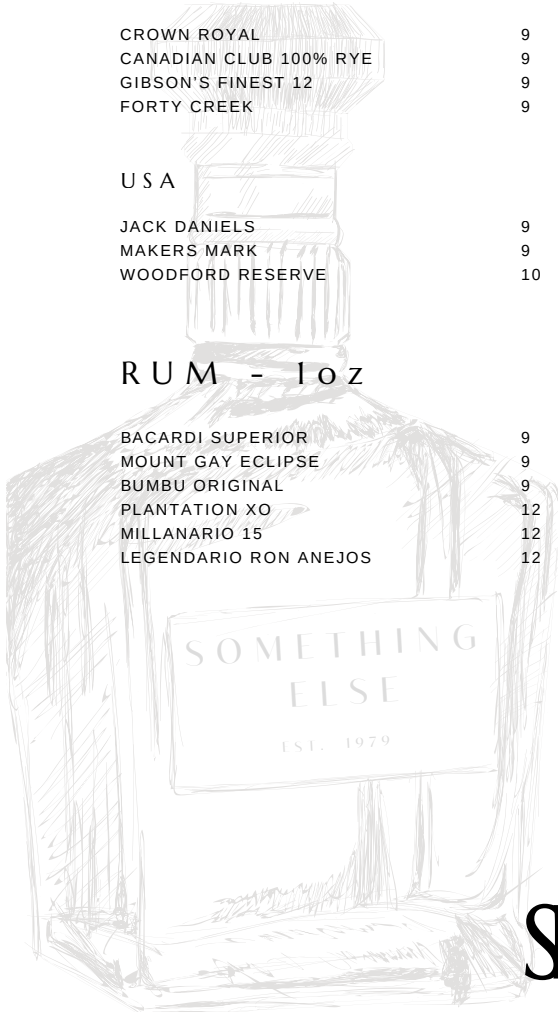 CROWN ROYAL 9
CANADIAN CLUB 100% RYE 9
GIBSON'S FINEST 12 9
FORTY CREEK 9
USA
JACK DANIELS 9
MAKERS MARK 9
WOODFORD RESERVE 10
RUM - 1oz
BACARDI SUPERIOR 9
MOUNT GAY ECLIPSE 9
BUMBU ORIGINAL 9
PLANTATION XO 12
MILLANARIO 15 12
LEGENDARIO RON ANEJOS 12
SOMETHING
ELSE
EST. 1979
S